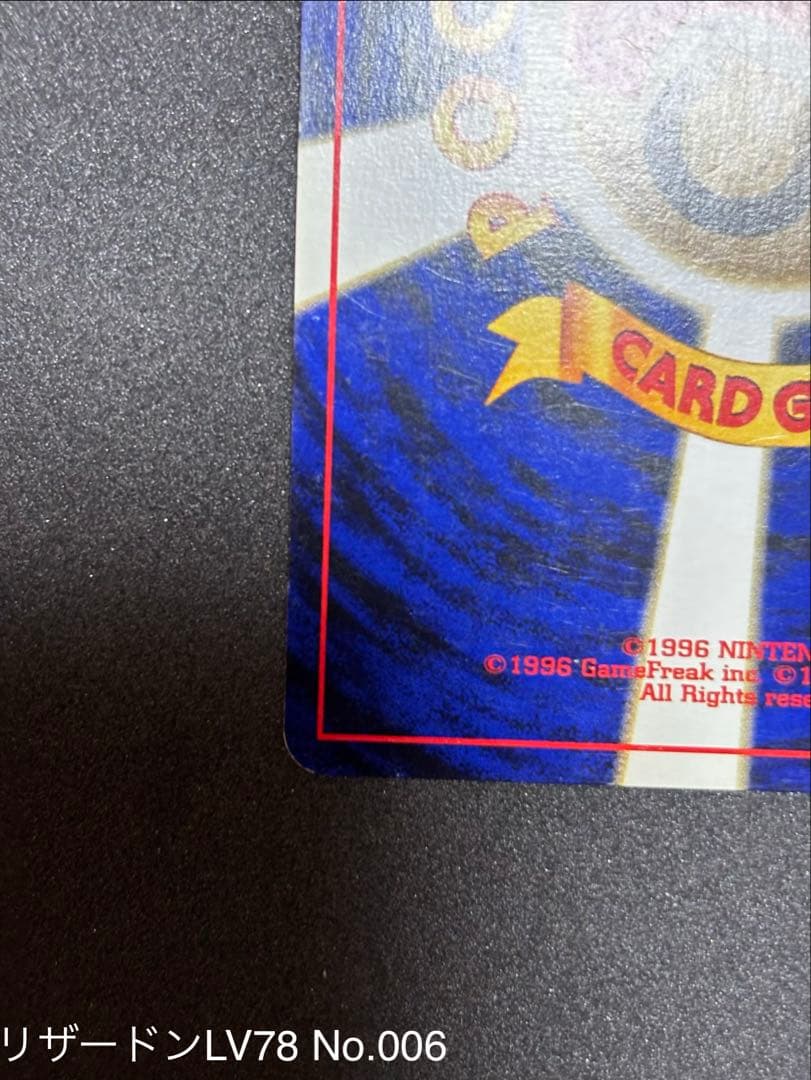 POC
CARD G
©1996 NINTEN
©1996 GameFreak inc. ©1
All Rights rese
リザードンLV78 No.006